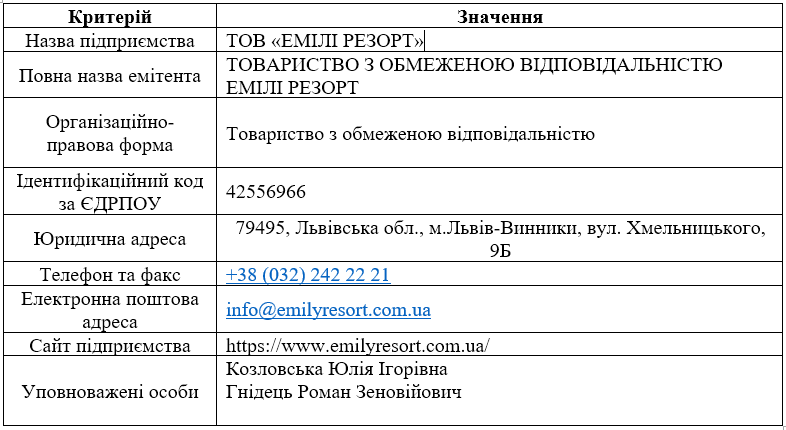 Критерій Значення
Назва підприємства ТОВ «ЕМІЛІ РЕЗОРТ»
Повна назва емітента ТОВАРИСТВО З ОБМЕЖЕНОЮ ВІДПОВІДАЛЬНІСТЮ
ЕМІЛІ РЕЗОРТ
Організаційно-
правова форма Товариство з обмеженою відповідальністю
Ідентифікаційний код
за ЄДРПОУ 42556966
Юридична адреса 79495, Львівська обл., м.Львів-Винники, вул. Хмельницького,
9Б
Телефон та факс +38 (032) 242 22 21
Електронна поштова
адреса info@emilyresort.com.ua
Сайт підприємства https://www.emilyresort.com.ua/
Уповноважені особи Козловська Юлія Ігорівна
Гнідець Роман Зеновійович